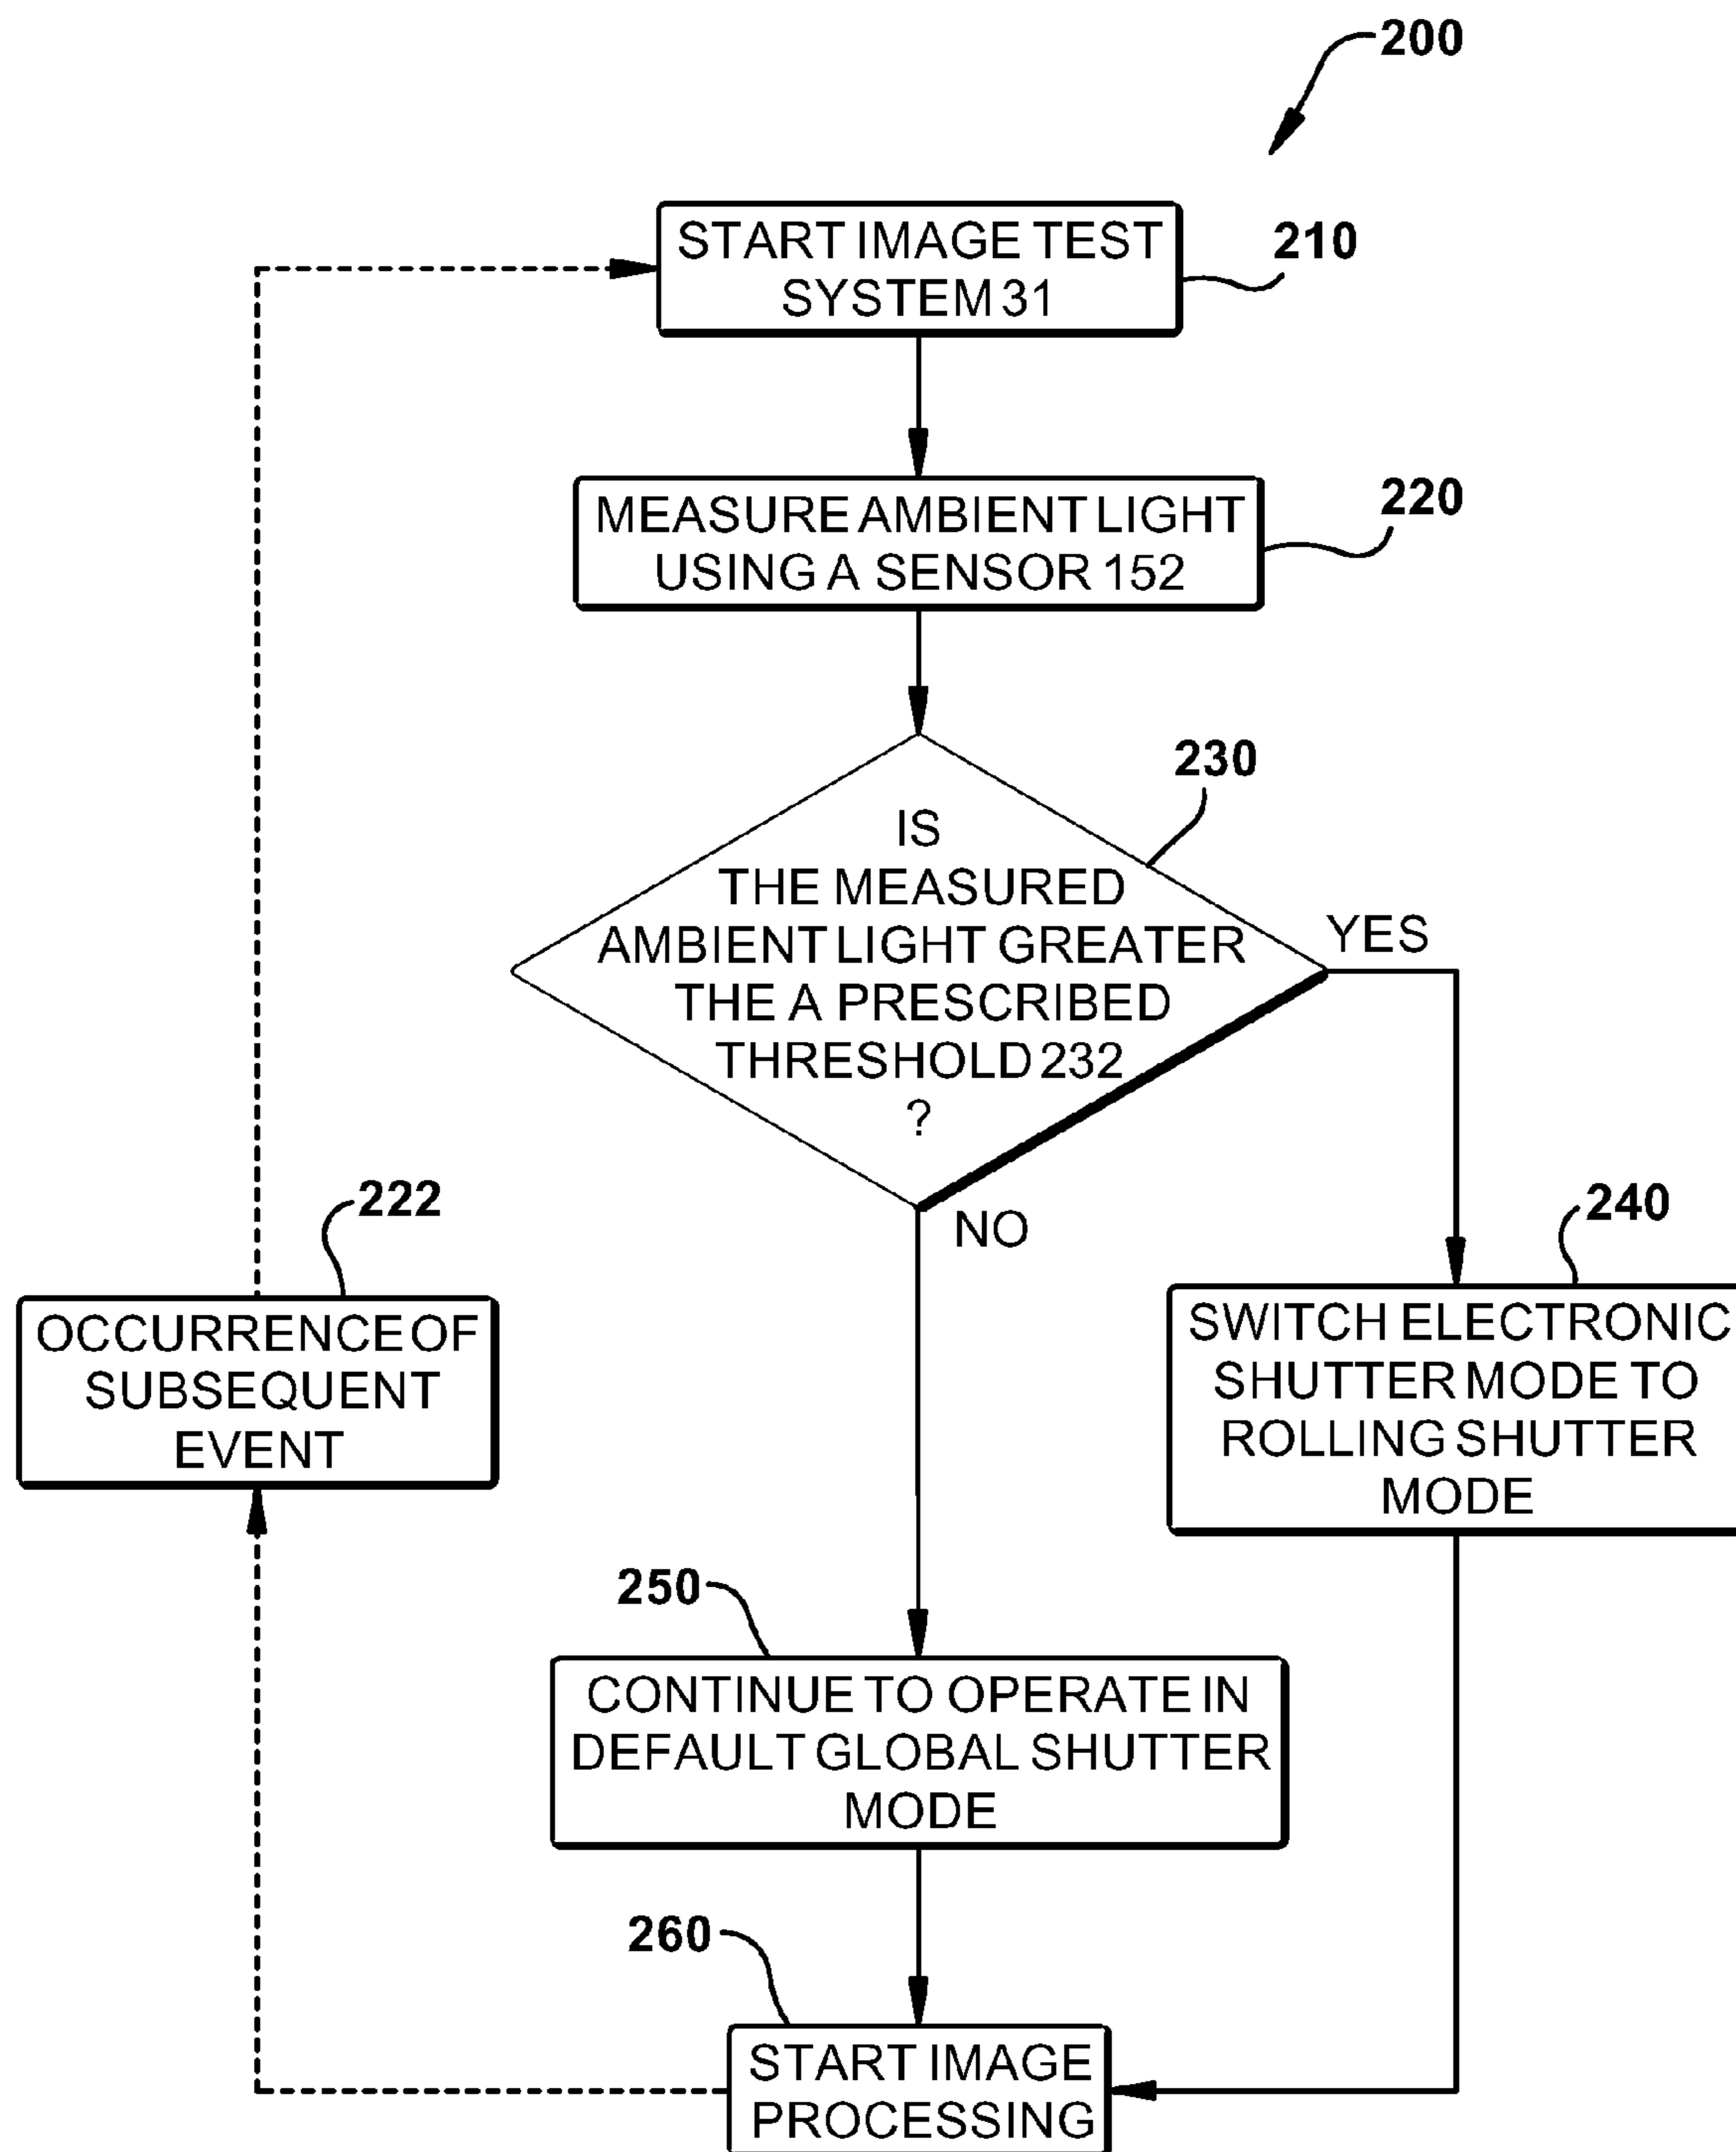 200
START IMAGE TEST
SYSTEM 31
210
MEASURE AMBIENT LIGHT
USING A SENSOR 152
220
230
IS
THE MEASURED
AMBIENT LIGHT GREATER
THE A PRESCRIBED
THRESHOLD 232
?
YES
NO
222
OCCURRENCE OF
SUBSEQUENT
EVENT
240
SWITCH ELECTRONIC
SHUTTER MODE TO
ROLLING SHUTTER
MODE
250
CONTINUE TO OPERATE IN
DEFAULT GLOBAL SHUTTER
MODE
260
START IMAGE
PROCESSING